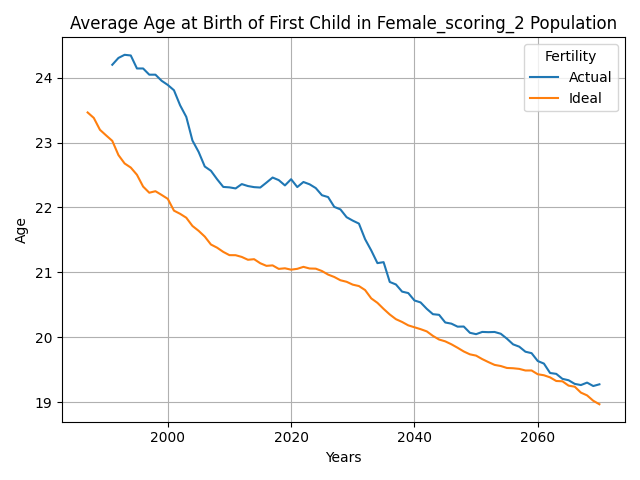 Average Age at Birth of First Child in Female_scoring_2 Population
Fertility
Actual
Ideal
24
23
22
21
20
19
Age
2000
2020
2040
2060
Years